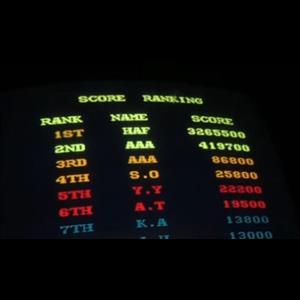 SCORE RANKING
RANK NAME SCORE
1ST HAF 3265500
2ND AAA 419700
3RD AAA 86800
4TH S.O 25800
5TH Y.Y 22200
6TH A.T 19500
7TH K.A 13800
13000